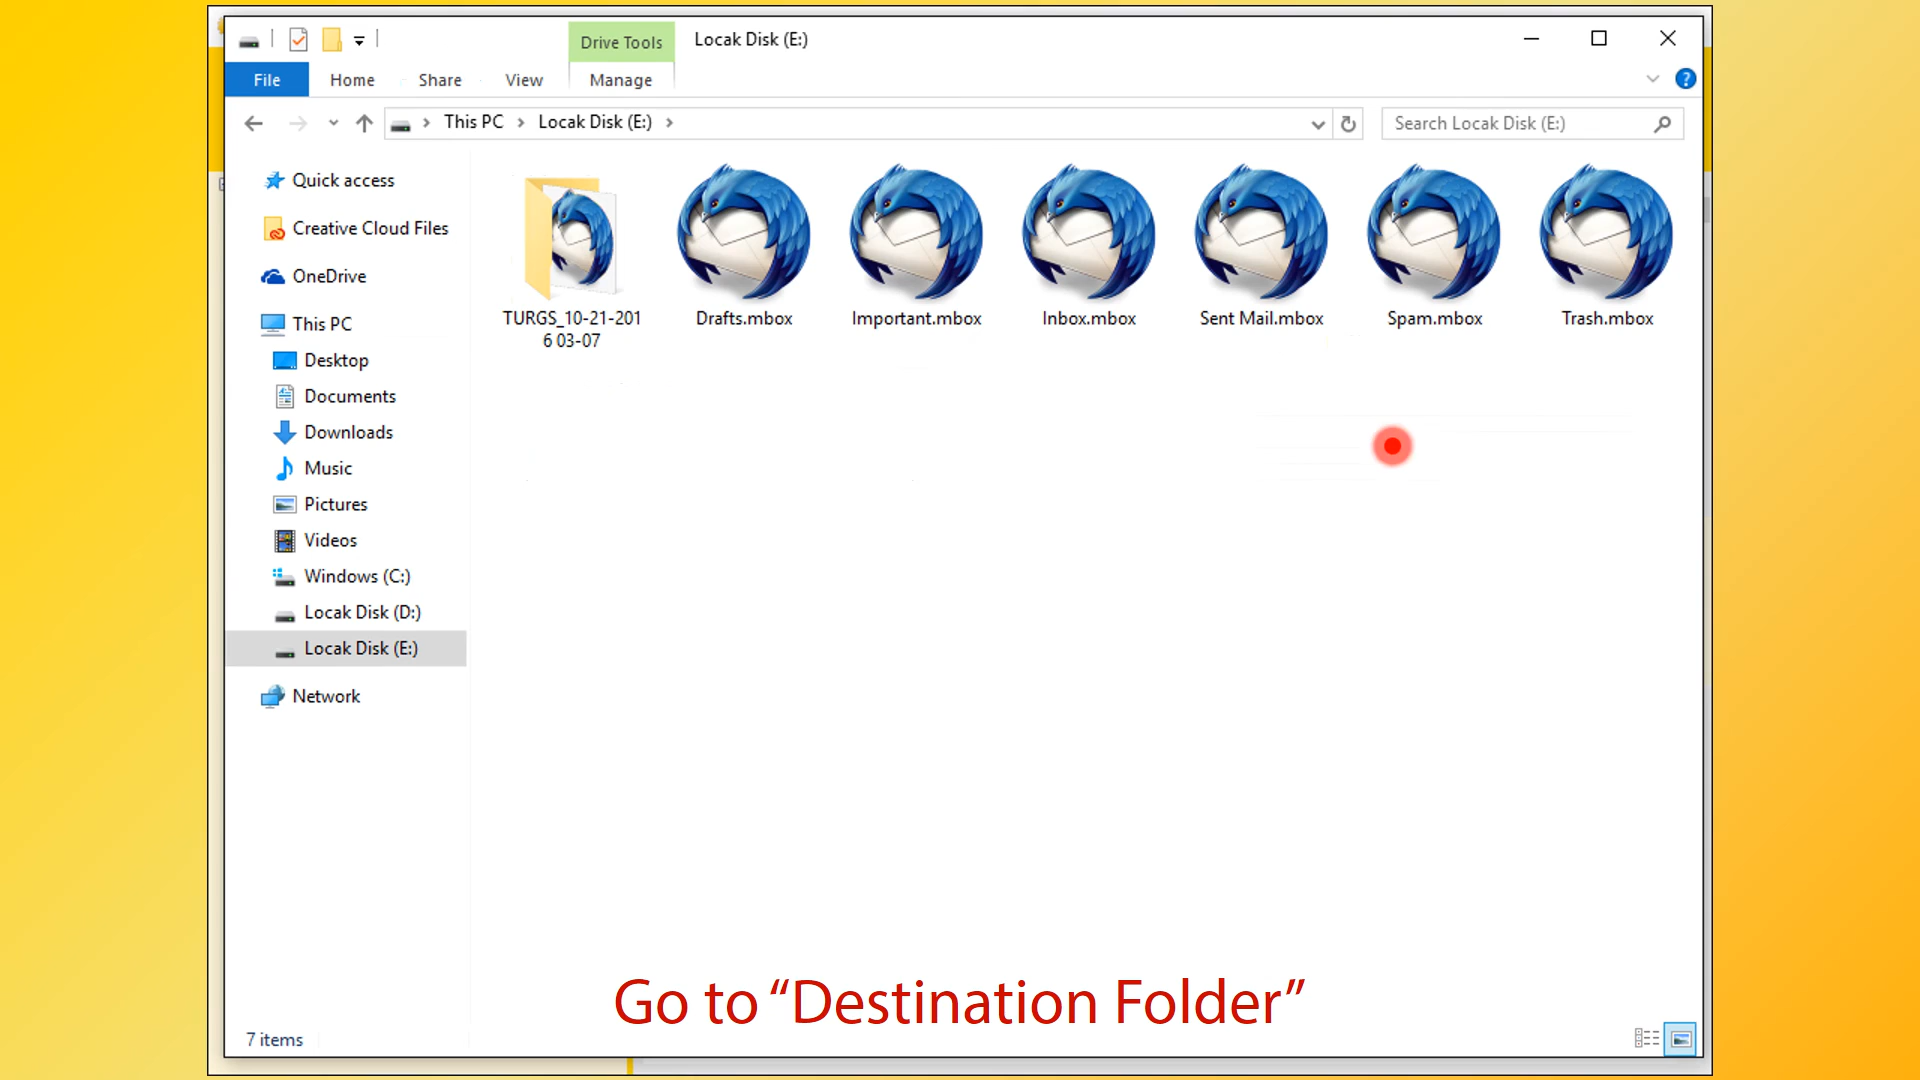 Drive Tools
Locak Disk (E:)
File
Home
Share
View
Manage
?
This PC
Locak Disk (E:)
Search Locak Disk (E:)
Quick access
Creative Cloud Files
OneDrive
This PC
Desktop
Documents
Downloads
Music
Pictures
Videos
Windows (C:)
Locak Disk (D:)
Locak Disk (E:)
Network
TURGS_10-21-201
6 03-07
Drafts.mbox
Important.mbox
Inbox.mbox
Sent Mail.mbox
Spam.mbox
Trash.mbox
Go to “Destination Folder”
7 items